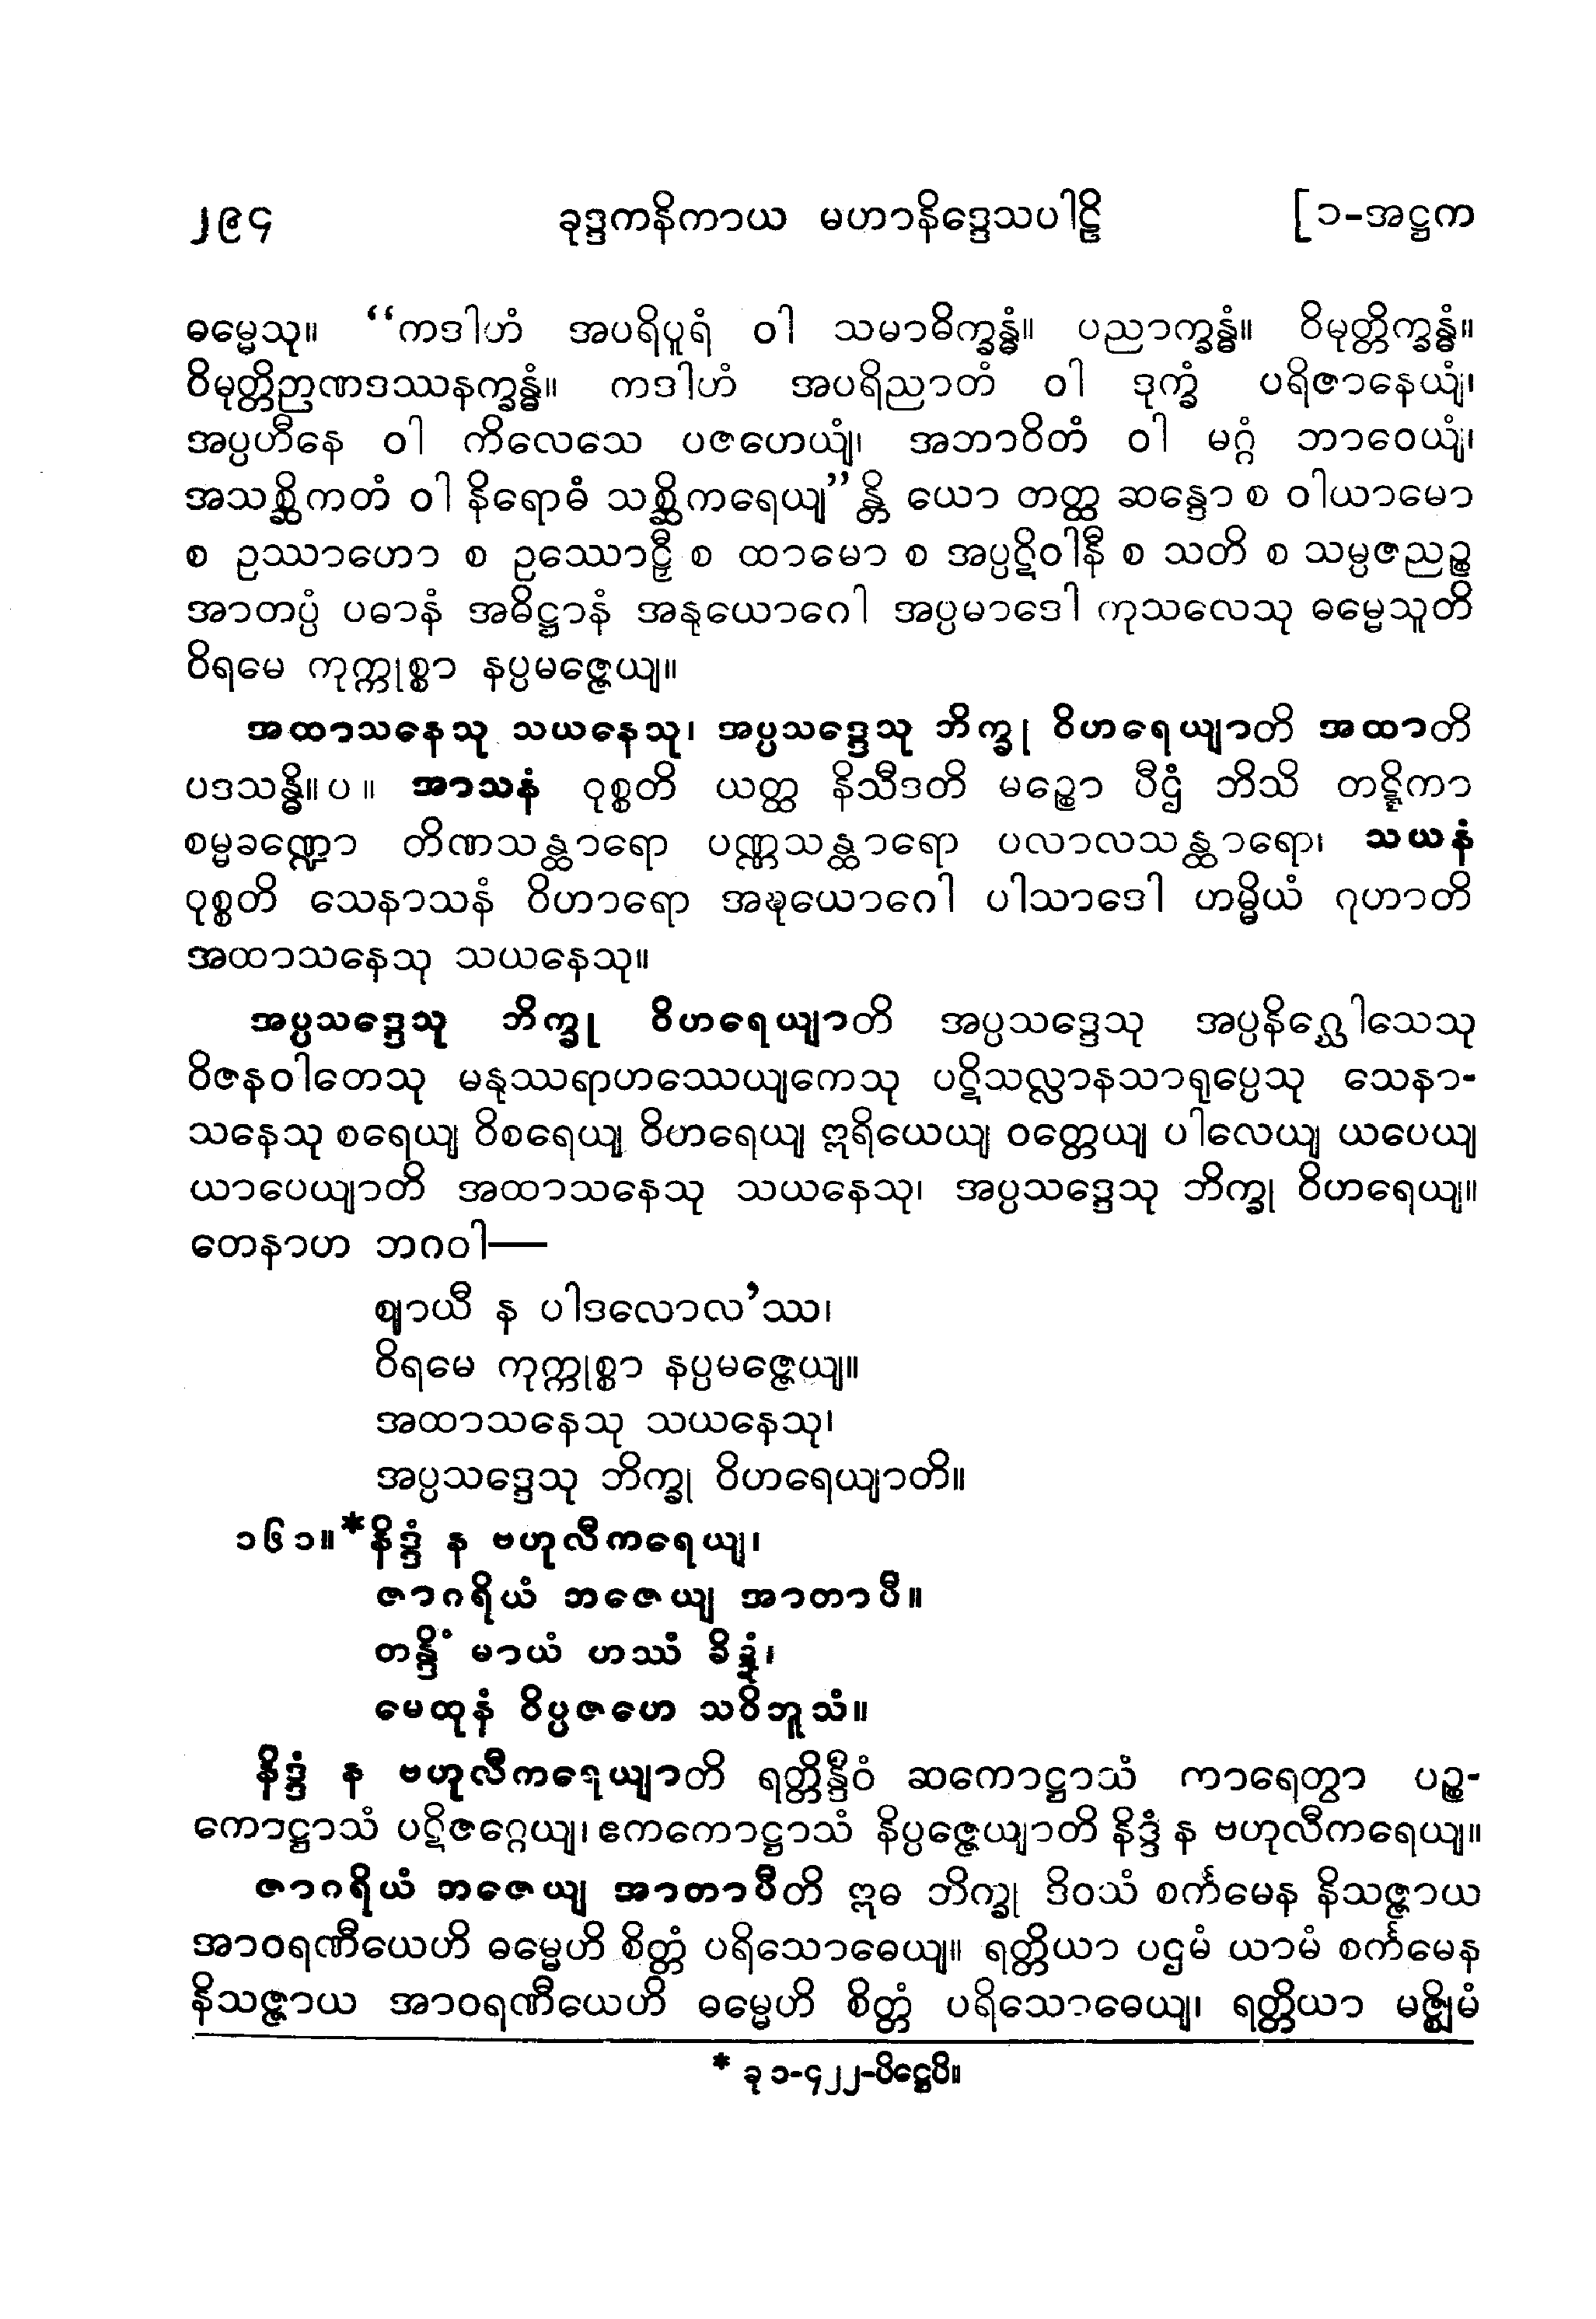 ၂၉၄ ခုဒ္ဒကနိကာယ မဟာနိဒ္ဒေသပါဠိ [၁-အဋ္ဌက
ဓမ္မေသု။ “ကဒါဟံ အပရိပူရံ ဝါ သမာဓိက္ခန္ဓံ။ ပညာက္ခန္ဓံ။ ဝိမုတ္တိက္ခန္ဓံ။
ဝိမုတ္တိဉာဏဒဿနက္ခန္ဓံ။ ကဒါဟံ အပရိညာတံ ဝါ ဒုက္ခံ ပရိဇာနေယျံ၊
အပ္ပဟီနေ ဝါ ကိလေသေ ပဇဟေယျံ၊ အဘာဝိတံ ဝါ မဂ္ဂံ ဘာဝေယျံ၊
အသစ္ဆိကတံ ဝါ နိရောဓံ သစ္ဆိကရေယျ”န္တိ ယော တတ္ထ ဆန္ဒော စ ဝါယာမော
စ ဥဿာဟော စ ဥဿောဠှီ စ ထာမော စ အပ္ပဋိဝါနီ စ သတိ စ သမ္ပဇညဉ္စ
အာတပ္ပံ ပဓာနံ အဓိဋ္ဌာနံ အနုယောဂေါ အပ္ပမာဒေါ ကုသလေသု ဓမ္မေသူတိ
ဝိရမေ ကုက္ကုစ္စာ နပ္ပမဇ္ဇေယျ။
အထာသနေသု သယနေသု၊ အပ္ပသဒ္ဒေသု ဘိက္ခု ဝိဟရေယျာတိ အထာတိ
ပဒသန္ဓိ။ပ။ အာသနံ ဝုစ္စတိ ယတ္ထ နိသီဒတိ မဉ္စော ပီဌံ ဘိသိ တဋ္ဋိကာ
စမ္မခဏ္ဍော တိဏသန္ထာရော ပဏ္ဏသန္ထာရော ပလာလသန္ထာရော၊ သယနံ
ဝုစ္စတိ သေနာသနံ ဝိဟာရော အဍ္ဎယောဂေါ ပါသာဒေါ ဟမ္မိယံ ဂုဟာတိ
အထာသနေသု သယနေသု။
အပ္ပသဒ္ဒေသု ဘိက္ခု ဝိဟရေယျာတိ အပ္ပသဒ္ဒေသု အပ္ပနိဂ္ဃေါသေသု
ဝိဇနဝါတေသု မနုဿရာဟဿေယျကေသု ပဋိသလ္လာနသာရုပ္ပေသု သေနာ-
သနေသု စရေယျ ဝိစရေယျ ဝိဟရေယျ ဣရိယေယျ ဝတ္တေယျ ပါလေယျ ယပေယျ
ယာပေယျာတိ အထာသနေသု သယနေသု၊ အပ္ပသဒ္ဒေသု ဘိက္ခု ဝိဟရေယျ။
တေနာဟ ဘဂဝါ—
ဈာယီ န ပါဒလောလ’ဿ၊
ဝိရမေ ကုက္ကုစ္စာ နပ္ပမဇ္ဇေယျ။
အထာသနေသု သယနေသု၊
အပ္ပသဒ္ဒေသု ဘိက္ခု ဝိဟရေယျာတိ။
၁၆၁။ *နိဒ္ဒံ န ဗဟုလီကရေယျ၊
ဇာဂရိယံ ဘဇေယျ အာတာပီ။
တန္ဒိံ မာယံ ဟဿံ ခိဍ္ဍံ၊
မေထုနံ ဝိပ္ပဇဟေ သဝိဘူသံ။
နိဒ္ဒံ န ဗဟုလီကရေယျာတိ ရတ္တိန္ဒိဝံ ဆကောဋ္ဌာသံ ကာရေတွာ ပဉ္စ-
ကောဋ္ဌာသံ ပဋိဇဂ္ဂေယျ၊ ဧကကောဋ္ဌာသံ နိပ္ပဇ္ဇေယျာတိ နိဒ္ဒံ န ဗဟုလီကရေယျ။
ဇာဂရိယံ ဘဇေယျ အာတာပီတိ ဣဓ ဘိက္ခု ဒိဝသံ စင်္ကမေန နိသဇ္ဇာယ
အာဝရဏီယေဟိ ဓမ္မေဟိ စိတ္တံ ပရိသောဓေယျ။ ရတ္တိယာ ပဌမံ ယာမံ စင်္ကမေန
နိသဇ္ဇာယ အာဝရဏီယေဟိ ဓမ္မေဟိ စိတ္တံ ပရိသောဓေယျ၊ ရတ္တိယာ မဇ္ဈိမံ
* ခု ၁-၄၂၂-ပိဋ္ဌေပိ။